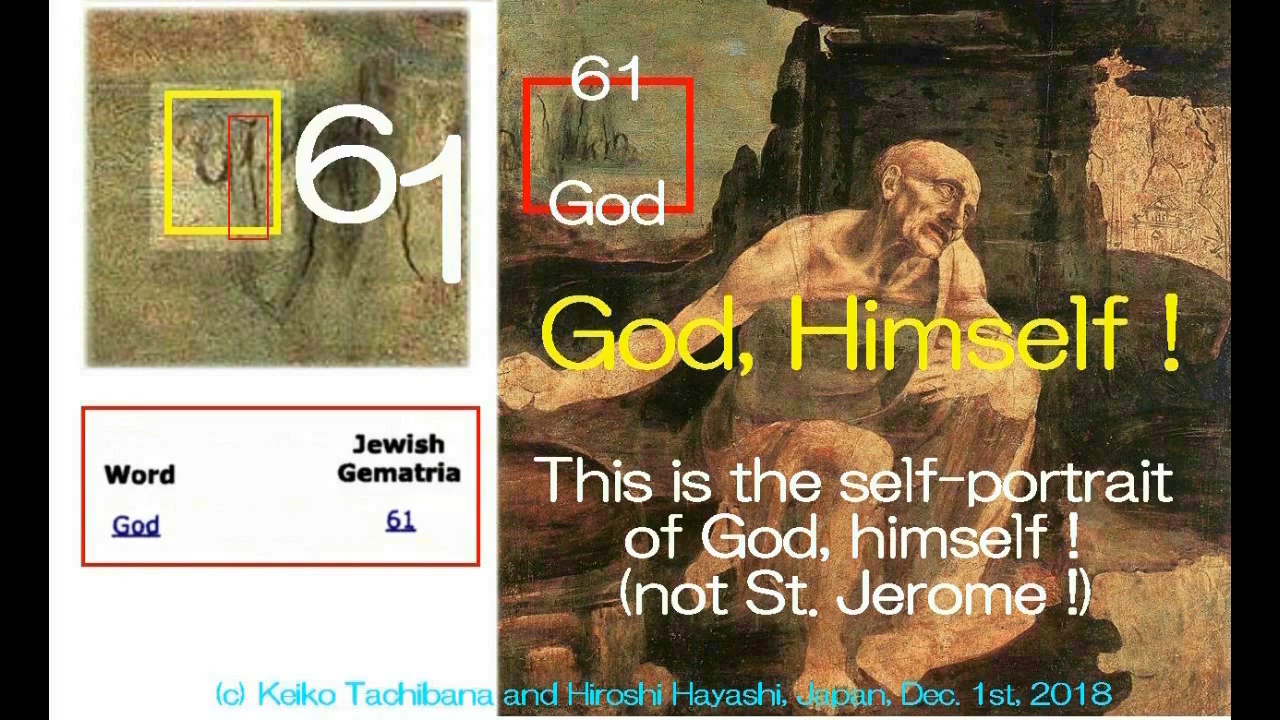 61
61
God
God, Himself !
Word
Jewish
Gematria
God
61
This is the self-portrait
of God, himself !
(not St. Jerome !)
(c) Keiko Tachibana and Hiroshi Hayashi, Japan, Dec. 1st, 2018